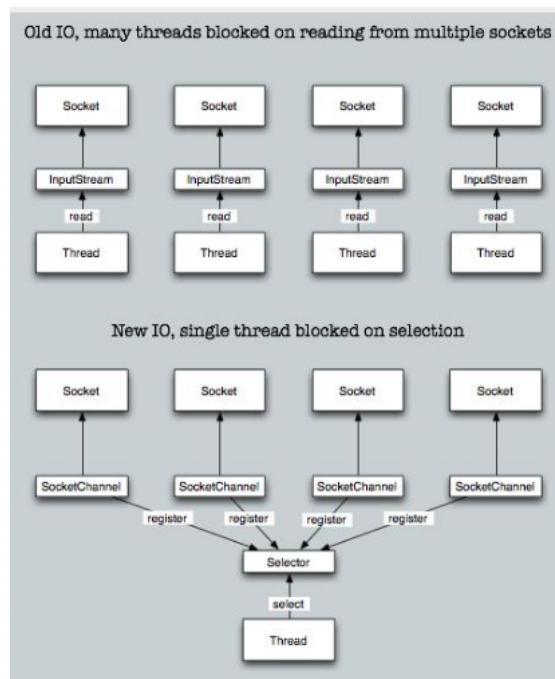 Old IO, many threads blocked on reading from multiple sockets
Socket Socket Socket Socket
InputStream InputStream InputStream InputStream
read read read read
Thread Thread Thread Thread
New IO, single thread blocked on selection
Socket Socket Socket Socket
SocketChannel SocketChannel SocketChannel SocketChannel
register register register register
Selector
select
Thread